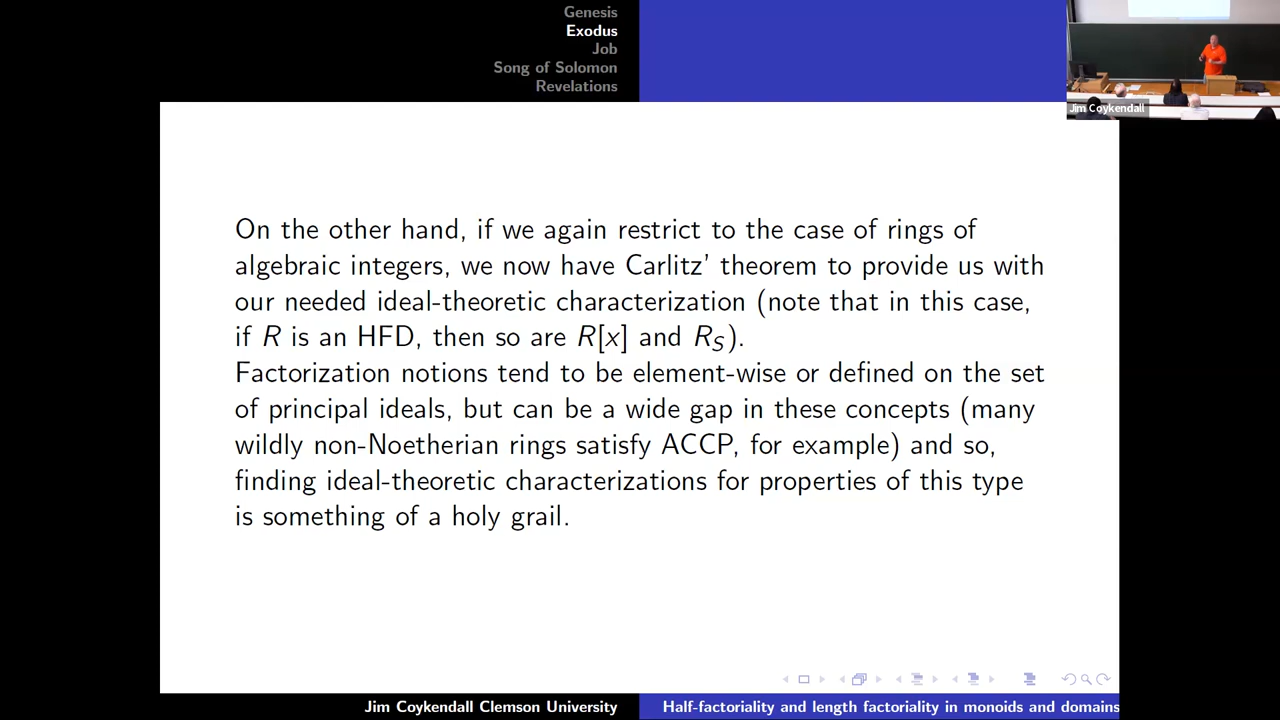 Genesis
Exodus
Job
Song of Solomon
Revelations
Jim Coykendall
On the other hand, if we again restrict to the case of rings of
algebraic integers, we now have Carlitz' theorem to provide us with
our needed ideal-theoretic characterization (note that in this case,
if R is an HFD, then so are R[x] and R_S).
Factorization notions tend to be element-wise or defined on the set
of principal ideals, but can be a wide gap in these concepts (many
wildly non-Noetherian rings satisfy ACCP, for example) and so,
finding ideal-theoretic characterizations for properties of this type
is something of a holy grail.
Jim Coykendall Clemson University
Half-factoriality and length factoriality in monoids and domains